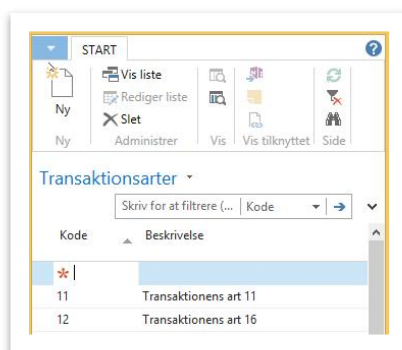 START
?
Ny
Vis liste
Rediger liste
Slet
Ny
Administrer
Vis
Vis tilknyttet
Side
Transaktionsarter
Skriv for at filtrere (... Kode
Kode Beskrivelse
11 Transaktionens art 11
12 Transaktionens art 16